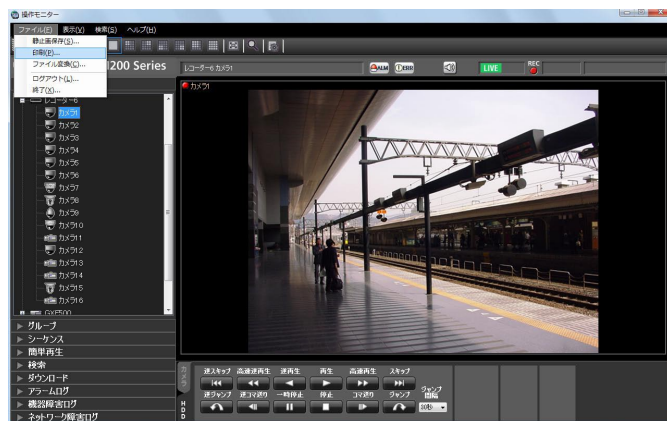 操作モニター
ファイル(F) 表示(V) 検索(S) ヘルプ(H)
静止画保存(S)...
印刷(P)...
ファイル変換(C)...
ログアウト(L)...
終了(X)...
200 Series
レコーダー6 カメラ1
ALM
ERR
LIVE
REC
レコーダー6
カメラ1
カメラ2
カメラ3
カメラ4
カメラ5
カメラ6
カメラ7
カメラ8
カメラ9
カメラ10
カメラ11
カメラ12
カメラ13
カメラ14
カメラ15
カメラ16
GXE500
カメラ1
グループ
シーケンス
簡単再生
検索
ダウンロード
アラームログ
機器障害ログ
ネットワーク障害ログ
カメラ
HDD
逆スキップ 高速逆再生 逆再生 再生 高速再生 スキップ
逆ジャンプ 逆コマ送り 一時停止 停止 コマ送り ジャンプ
ジャンプ
間隔
30秒